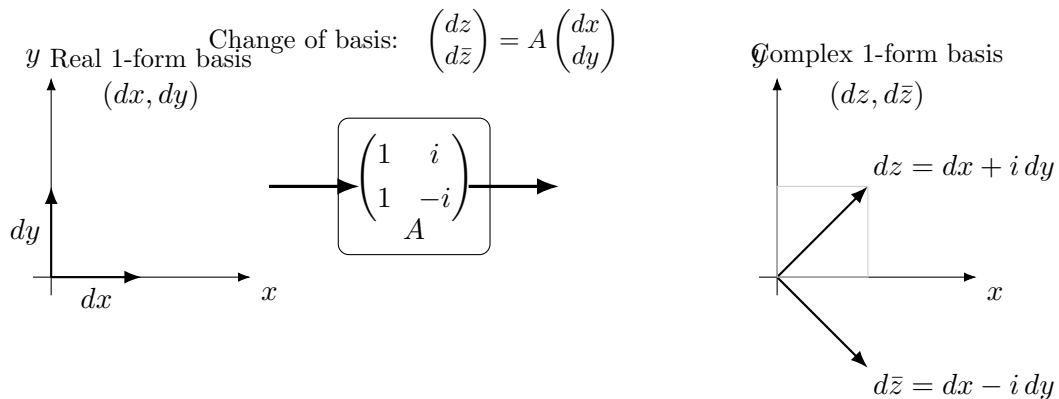 Change of basis: (dz dz̄) = A (dx dy)
y Real 1-form basis
(dx, dy)
dy
dx
x
(1 i
1 −i)
A
y Complex 1-form basis
(dz, dz̄)
dz = dx + i dy
x
dz̄ = dx − i dy